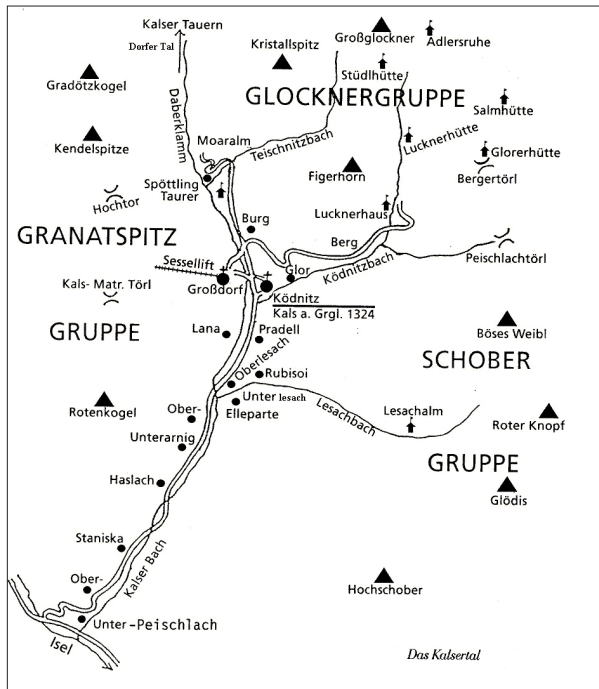 Kalser Tauern
Dorfer Tal
Kristallspitz
Großglockner
Adlersruhe
Gradötzkogel
Stüdlhütte
GLOCKNERGRUPPE
Salmhütte
Daberklamm
Moaralm
Teischnitzbach
Lucknerhütte
Kendelspitze
Glorerhütte
Bergertörl
Spöttling
Taurer
Figerhorn
Hochtor
Lucknerhaus
Burg
GRANATSPITZ
Berg
Sessellift
Glor
Ködnitzbach
Peischlachtörl
Kals- Matr. Törl
Großdorf
Ködnitz
Kals a. Grgl. 1324
GRUPPE
Lana
Pradell
Böses Weibl
Oberlesach
SCHOBER
Rubisoi
Rotenkogel
Unter lesach
Ober-
Elleparte
Lesachbach
Lesachalm
Roter Knopf
Unterarnig
GRUPPE
Haslach
Glödis
Staniska
Kalser Bach
Ober-
Hochschober
Unter-Peischlach
Isel
Das Kalsertal